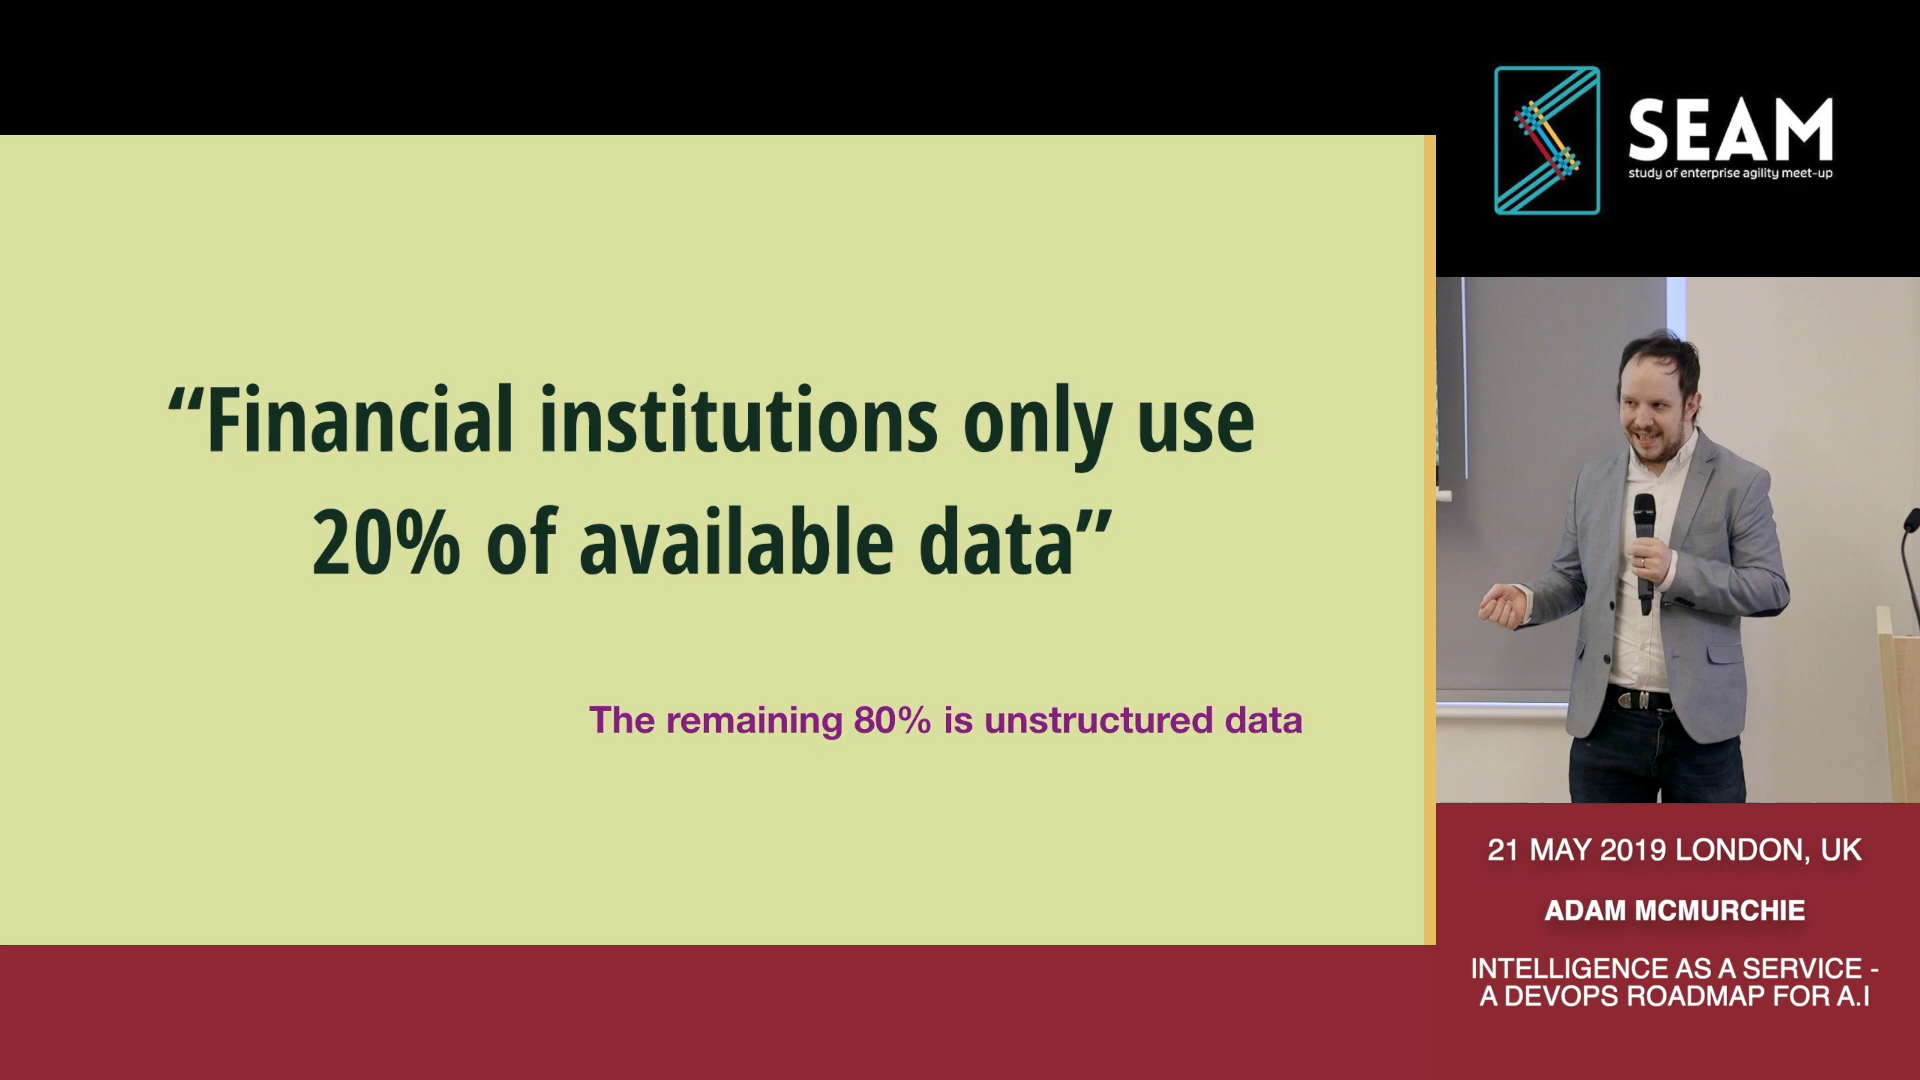 “Financial institutions only use
20% of available data”
The remaining 80% is unstructured data
SEAM
study of enterprise agility meet-up
21 MAY 2019 LONDON, UK
ADAM MCMURCHIE
INTELLIGENCE AS A SERVICE -
A DEVOPS ROADMAP FOR A.I